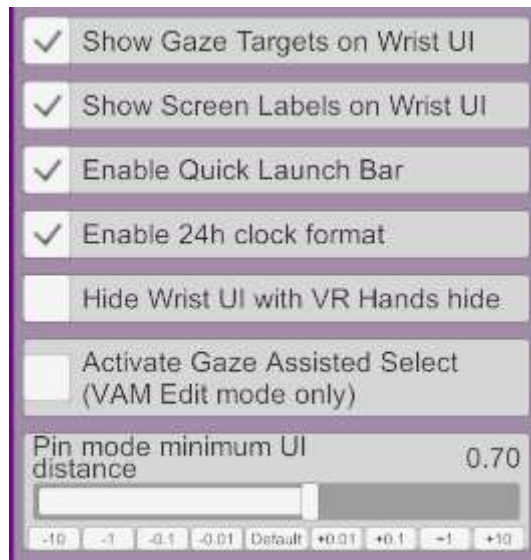 Show Gaze Targets on Wrist UI
Show Screen Labels on Wrist UI
Enable Quick Launch Bar
Enable 24h clock format
Hide Wrist UI with VR Hands hide
Activate Gaze Assisted Select
(VAM Edit mode only)
Pin mode minimum UI
distance
0.70
-10 -1 -0.1 -0.01 Default +0.01 +0.1 +1 +10